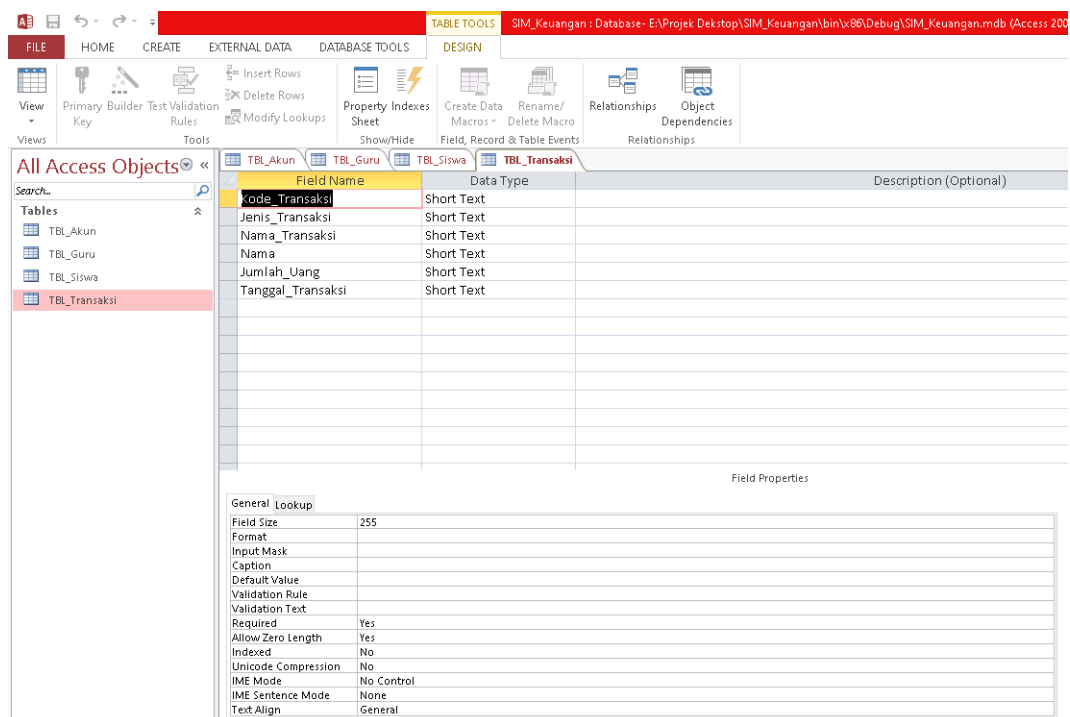 TABLE TOOLS
SIM_Keuangan : Database- E:\Projek Dekstop\SIM_Keuangan\bin\x86\Debug\SIM_Keuangan.mdb (Access 200
FILE HOME CREATE EXTERNAL DATA DATABASE TOOLS DESIGN
View
Primary Key
Builder
Test Validation Rules
Insert Rows
Delete Rows
Modify Lookups
Property Sheet
Indexes
Create Data Macros
Rename/ Delete Macro
Relationships
Object Dependencies
Views Tools Show/Hide Field, Record & Table Events Relationships
All Access Objects
Search...
Tables
TBL_Akun
TBL_Guru
TBL_Siswa
TBL_Transaksi
TBL_Akun TBL_Guru TBL_Siswa TBL_Transaksi
Field Name Data Type Description (Optional)
Kode_Transaksi Short Text
Jenis_Transaksi Short Text
Nama_Transaksi Short Text
Nama Short Text
Jumlah_Uang Short Text
Tanggal_Transaksi Short Text
Field Properties
General Lookup
Field Size 255
Format
Input Mask
Caption
Default Value
Validation Rule
Validation Text
Required Yes
Allow Zero Length Yes
Indexed No
Unicode Compression No
IME Mode No Control
IME Sentence Mode None
Text Align General